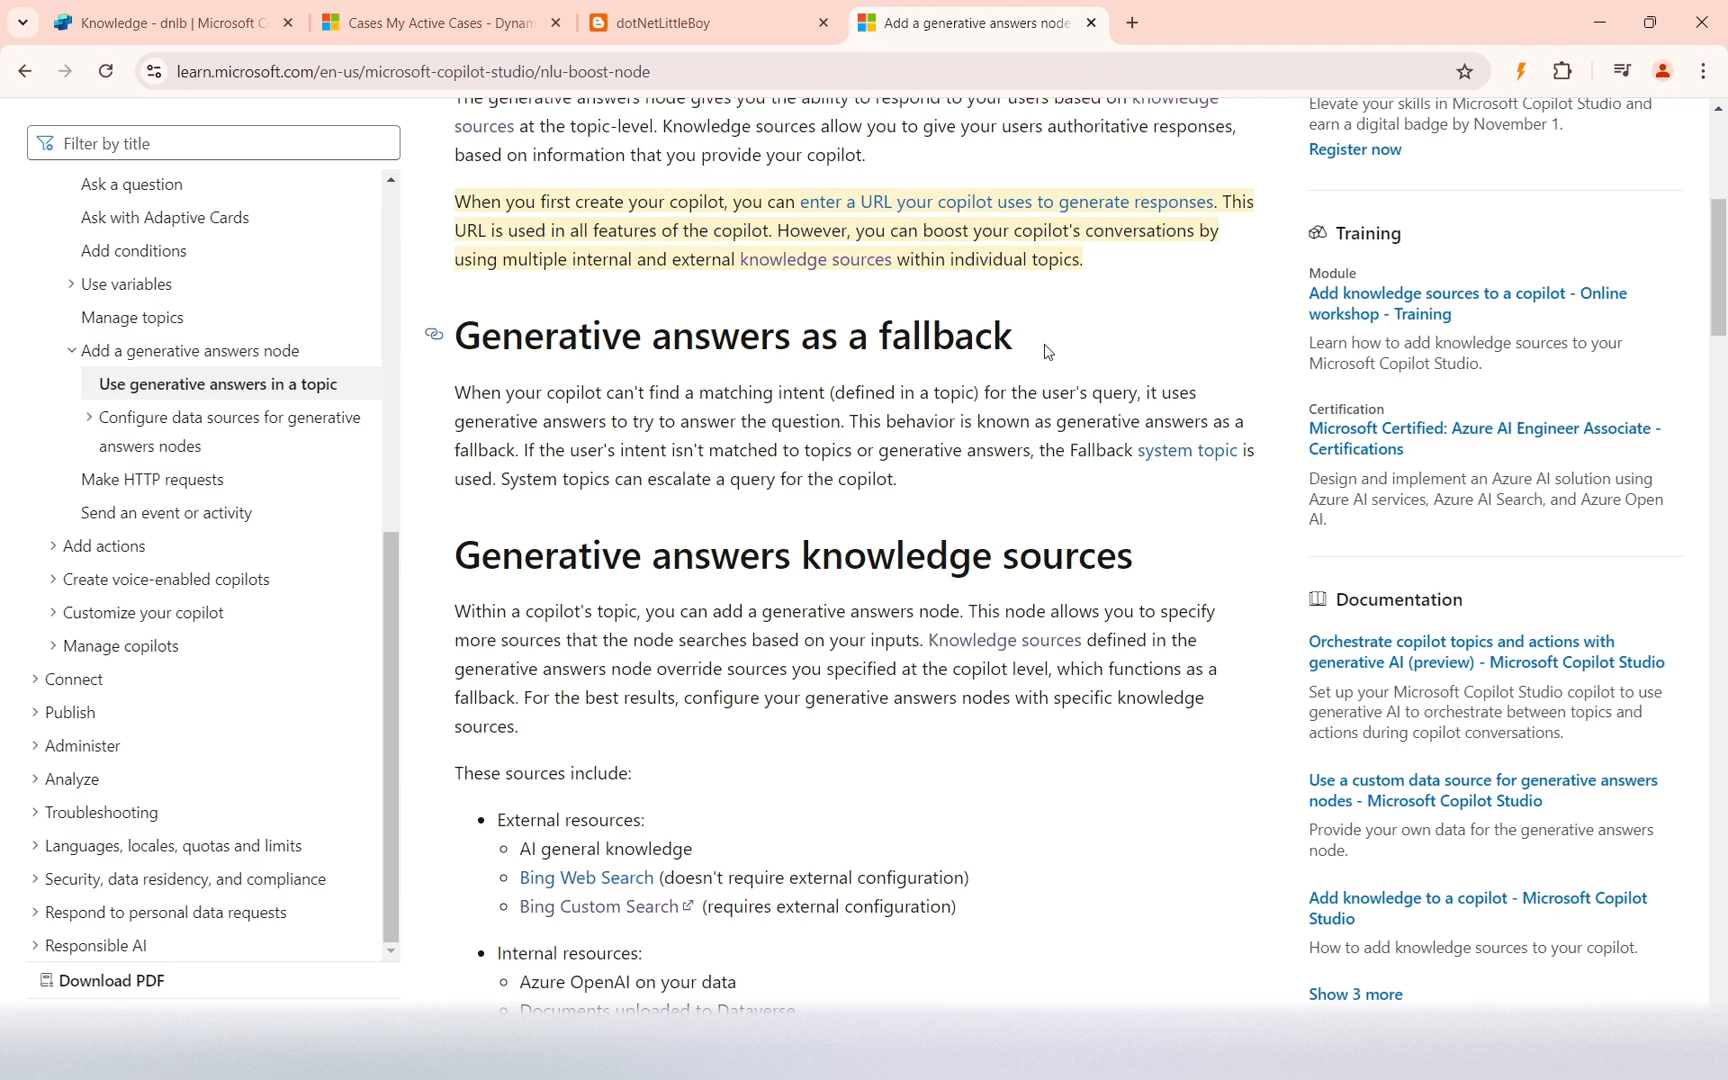 Knowledge - dnlb | Microsoft C
Cases My Active Cases - Dynam
dotNetLittleBoy
Add a generative answers node
learn.microsoft.com/en-us/microsoft-copilot-studio/nlu-boost-node
Filter by title
Ask a question
Ask with Adaptive Cards
Add conditions
Use variables
Manage topics
Add a generative answers node
Use generative answers in a topic
Configure data sources for generative
answers nodes
Make HTTP requests
Send an event or activity
Add actions
Create voice-enabled copilots
Customize your copilot
Manage copilots
Connect
Publish
Administer
Analyze
Troubleshooting
Languages, locales, quotas and limits
Security, data residency, and compliance
Respond to personal data requests
Responsible AI
Download PDF
The generative answers node gives you the ability to respond to your users based on knowledge
sources at the topic-level. Knowledge sources allow you to give your users authoritative responses,
based on information that you provide your copilot.
When you first create your copilot, you can enter a URL your copilot uses to generate responses. This
URL is used in all features of the copilot. However, you can boost your copilot's conversations by
using multiple internal and external knowledge sources within individual topics.
Generative answers as a fallback
When your copilot can't find a matching intent (defined in a topic) for the user's query, it uses
generative answers to try to answer the question. This behavior is known as generative answers as a
fallback. If the user's intent isn't matched to topics or generative answers, the Fallback system topic is
used. System topics can escalate a query for the copilot.
Generative answers knowledge sources
Within a copilot's topic, you can add a generative answers node. This node allows you to specify
more sources that the node searches based on your inputs. Knowledge sources defined in the
generative answers node override sources you specified at the copilot level, which functions as a
fallback. For the best results, configure your generative answers nodes with specific knowledge
sources.
These sources include:
External resources:
AI general knowledge
Bing Web Search (doesn't require external configuration)
Bing Custom Search (requires external configuration)
Internal resources:
Azure OpenAI on your data
Documents uploaded to Dataverse
Elevate your skills in Microsoft Copilot Studio and
earn a digital badge by November 1.
Register now
Training
Module
Add knowledge sources to a copilot - Online
workshop - Training
Learn how to add knowledge sources to your
Microsoft Copilot Studio.
Certification
Microsoft Certified: Azure AI Engineer Associate -
Certifications
Design and implement an Azure AI solution using
Azure AI services, Azure AI Search, and Azure Open
AI.
Documentation
Orchestrate copilot topics and actions with
generative AI (preview) - Microsoft Copilot Studio
Set up your Microsoft Copilot Studio copilot to use
generative AI to orchestrate between topics and
actions during copilot conversations.
Use a custom data source for generative answers
nodes - Microsoft Copilot Studio
Provide your own data for the generative answers
node.
Add knowledge to a copilot - Microsoft Copilot
Studio
How to add knowledge sources to your copilot.
Show 3 more